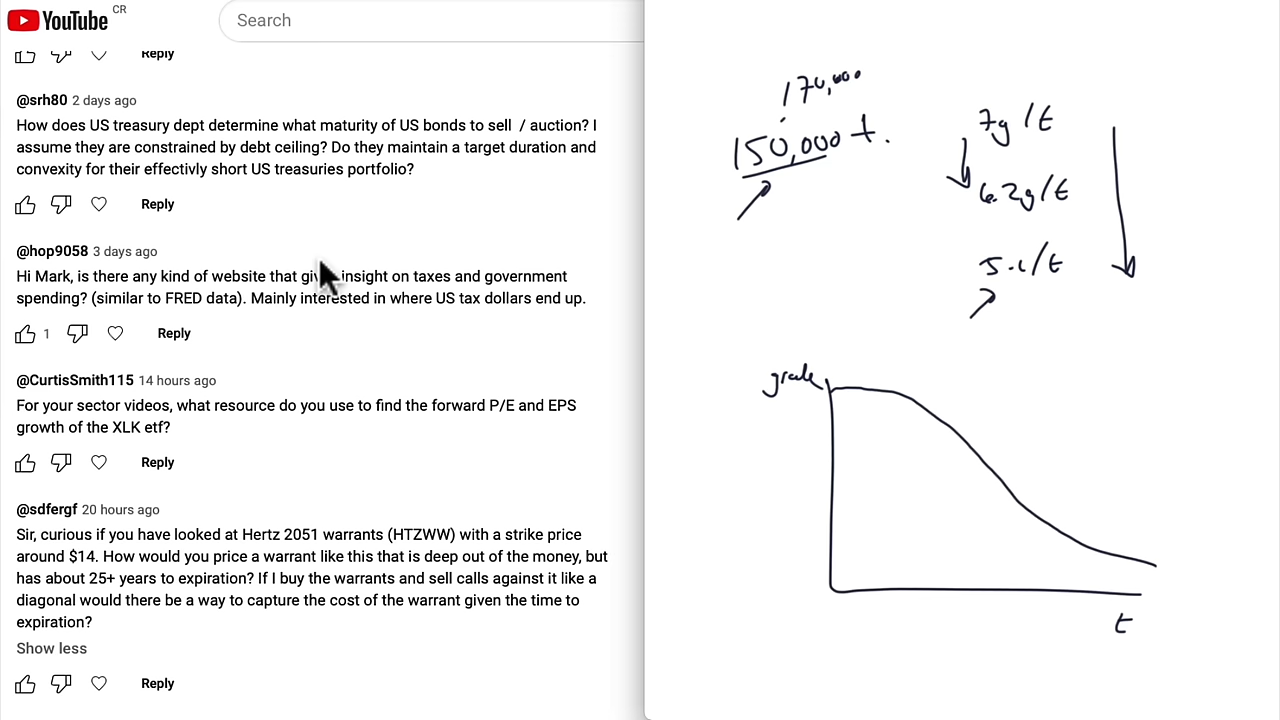 YouTube CR
Search
Reply
@srh80 2 days ago
How does US treasury dept determine what maturity of US bonds to sell / auction? I
assume they are constrained by debt ceiling? Do they maintain a target duration and
convexity for their effectivly short US treasuries portfolio?
Reply
@hop9058 3 days ago
Hi Mark, is there any kind of website that giv insight on taxes and government
spending? (similar to FRED data). Mainly interested in where US tax dollars end up.
1
Reply
@CurtisSmith115 14 hours ago
For your sector videos, what resource do you use to find the forward P/E and EPS
growth of the XLK etf?
Reply
@sdfergf 20 hours ago
Sir, curious if you have looked at Hertz 2051 warrants (HTZWW) with a strike price
around $14. How would you price a warrant like this that is deep out of the money, but
has about 25+ years to expiration? If I buy the warrants and sell calls against it like a
diagonal would there be a way to capture the cost of the warrant given the time to
expiration?
Show less
Reply
170,000
150,000 t.
7g/t
6.2g/t
grade
t